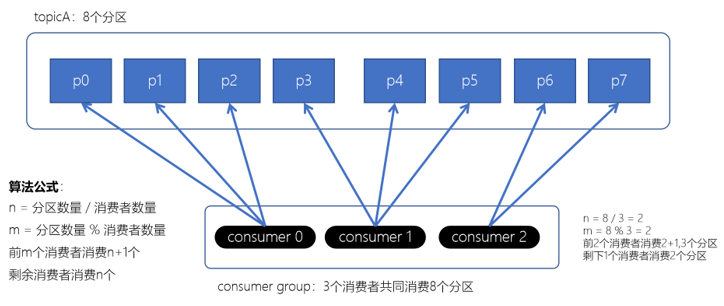 topicA：8个分区
p0 p1 p2 p3 p4 p5 p6 p7
算法公式：
n = 分区数量 / 消费者数量
m = 分区数量 % 消费者数量
前m个消费者消费n+1个
剩余消费者消费n个
consumer 0 consumer 1 consumer 2
n = 8 / 3 = 2
m = 8 % 3 = 2
前2个消费者消费2+1,3个分区
剩下1个消费者消费2个分区
consumer group：3个消费者共同消费8个分区